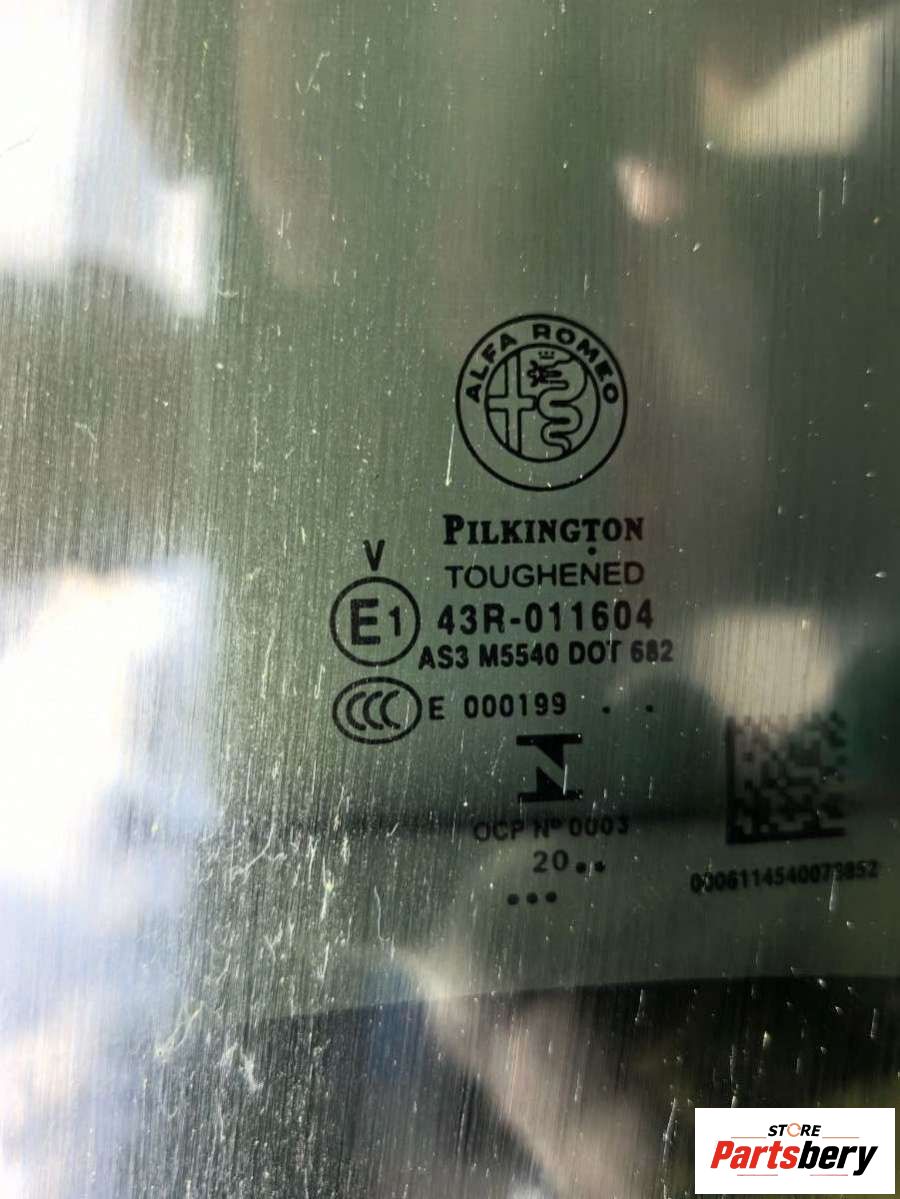 ALFA ROMEO
PILKINGTON
TOUGHENED
V
E1 43R-011604
AS3 M5540 DOT 682
CCC E 000199 . .
OCP Nº 0003
20..
...
STORE
Partsbery